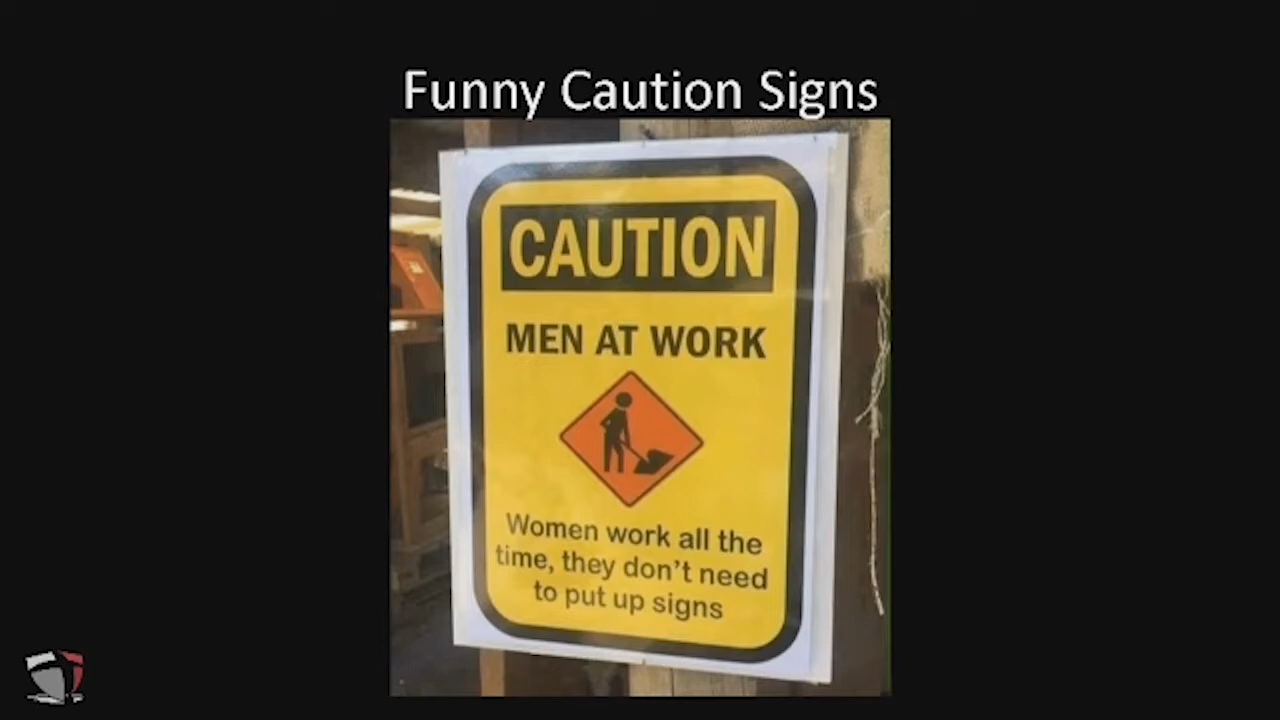 Funny Caution Signs
CAUTION
MEN AT WORK
Women work all the
time, they don't need
to put up signs